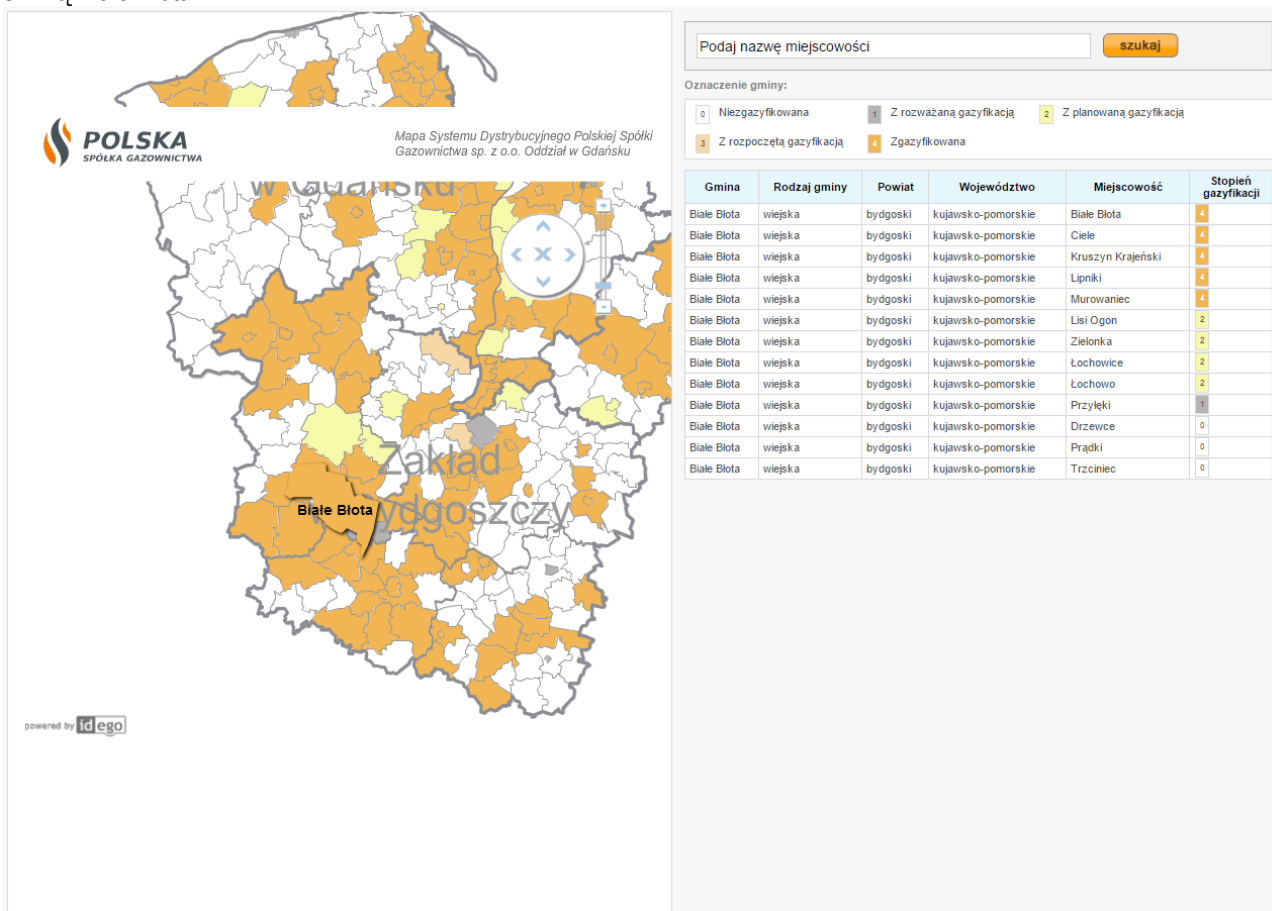 POLSKA
SPÓŁKA GAZOWNICTWA
Mapa Systemu Dystrybucyjnego Polskiej Spółki
Gazownictwa sp. z o.o. Oddział w Gdańsku
w Gdańsku
Zakład
w Bydgoszczy
Białe Błota
powered by idego
Podaj nazwę miejscowości
szukaj
Oznaczenie gminy:
0 Niezgazyfikowana 1 Z rozważaną gazyfikacją 2 Z planowaną gazyfikacją
3 Z rozpoczętą gazyfikacją 4 Zgazyfikowana
Gmina Rodzaj gminy Powiat Województwo Miejscowość Stopień gazyfikacji
Białe Błota wiejska bydgoski kujawsko-pomorskie Białe Błota 4
Białe Błota wiejska bydgoski kujawsko-pomorskie Ciele 4
Białe Błota wiejska bydgoski kujawsko-pomorskie Kruszyn Krajeński 4
Białe Błota wiejska bydgoski kujawsko-pomorskie Lipniki 4
Białe Błota wiejska bydgoski kujawsko-pomorskie Murowaniec 4
Białe Błota wiejska bydgoski kujawsko-pomorskie Lisi Ogon 2
Białe Błota wiejska bydgoski kujawsko-pomorskie Zielonka 2
Białe Błota wiejska bydgoski kujawsko-pomorskie Łochowice 2
Białe Błota wiejska bydgoski kujawsko-pomorskie Łochowo 2
Białe Błota wiejska bydgoski kujawsko-pomorskie Przyłęki 1
Białe Błota wiejska bydgoski kujawsko-pomorskie Drzewce 0
Białe Błota wiejska bydgoski kujawsko-pomorskie Prądki 0
Białe Błota wiejska bydgoski kujawsko-pomorskie Trzciniec 0